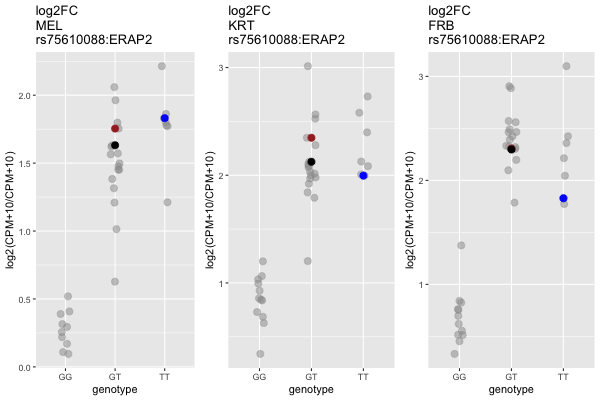 log2FC
MEL
rs75610088:ERAP2
log2(CPM+10/CPM+10)
2.0
1.5
1.0
0.5
0.0
GG GT TT
genotype
log2FC
KRT
rs75610088:ERAP2
log2(CPM+10/CPM+10)
3
2
1
GG GT TT
genotype
log2FC
FRB
rs75610088:ERAP2
log2(CPM+10/CPM+10)
3
2
1
GG GT TT
genotype